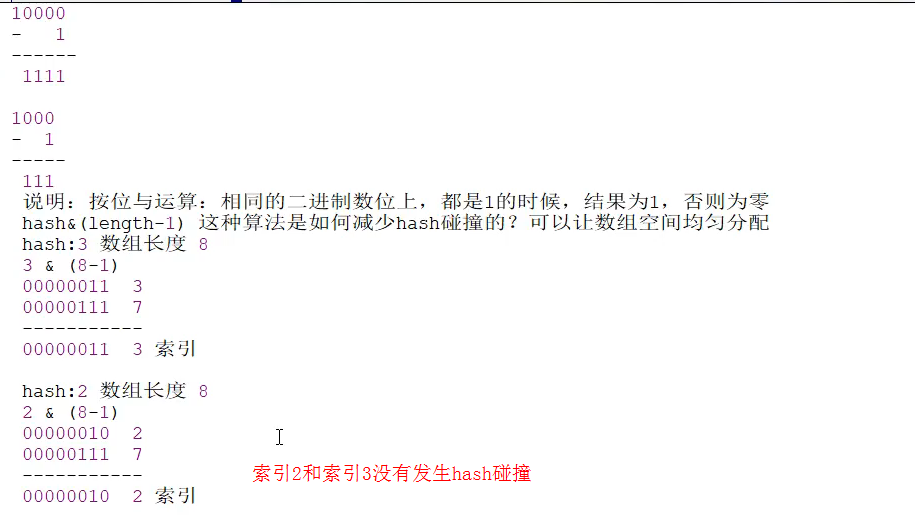 10000
-   1
------
 1111
1000
-  1
-----
 111
说明：按位与运算：相同的二进制数位上，都是1的时候，结果为1，否则为零
hash&(length-1) 这种算法是如何减少hash碰撞的？可以让数组空间均匀分配
hash:3 数组长度 8
3 & (8-1)
00000011  3
00000111  7
-----------
00000011  3 索引
hash:2 数组长度 8
2 & (8-1)
00000010  2
00000111  7
-----------
索引2和索引3没有发生hash碰撞
00000010  2 索引